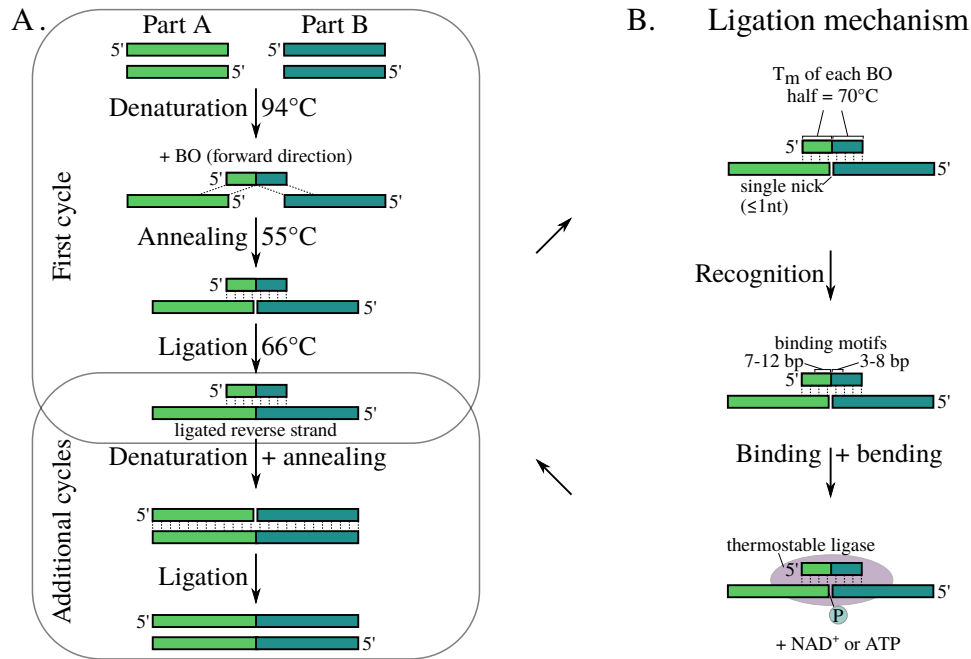 A.
Part A
Part B
5'
5'
5'
5'
Denaturation 94°C
+ BO (forward direction)
5'
5'
5'
Annealing 55°C
5'
5'
Ligation 66°C
5'
5'
ligated reverse strand
First cycle
Denaturation + annealing
5'
5'
Ligation
5'
5'
Additional cycles
B. Ligation mechanism
Tm of each BO
half = 70°C
5'
5'
single nick
(≤1nt)
Recognition
binding motifs
7-12 bp 3-8 bp
5'
5'
Binding + bending
thermostable ligase
5'
5'
P
+ NAD⁺ or ATP